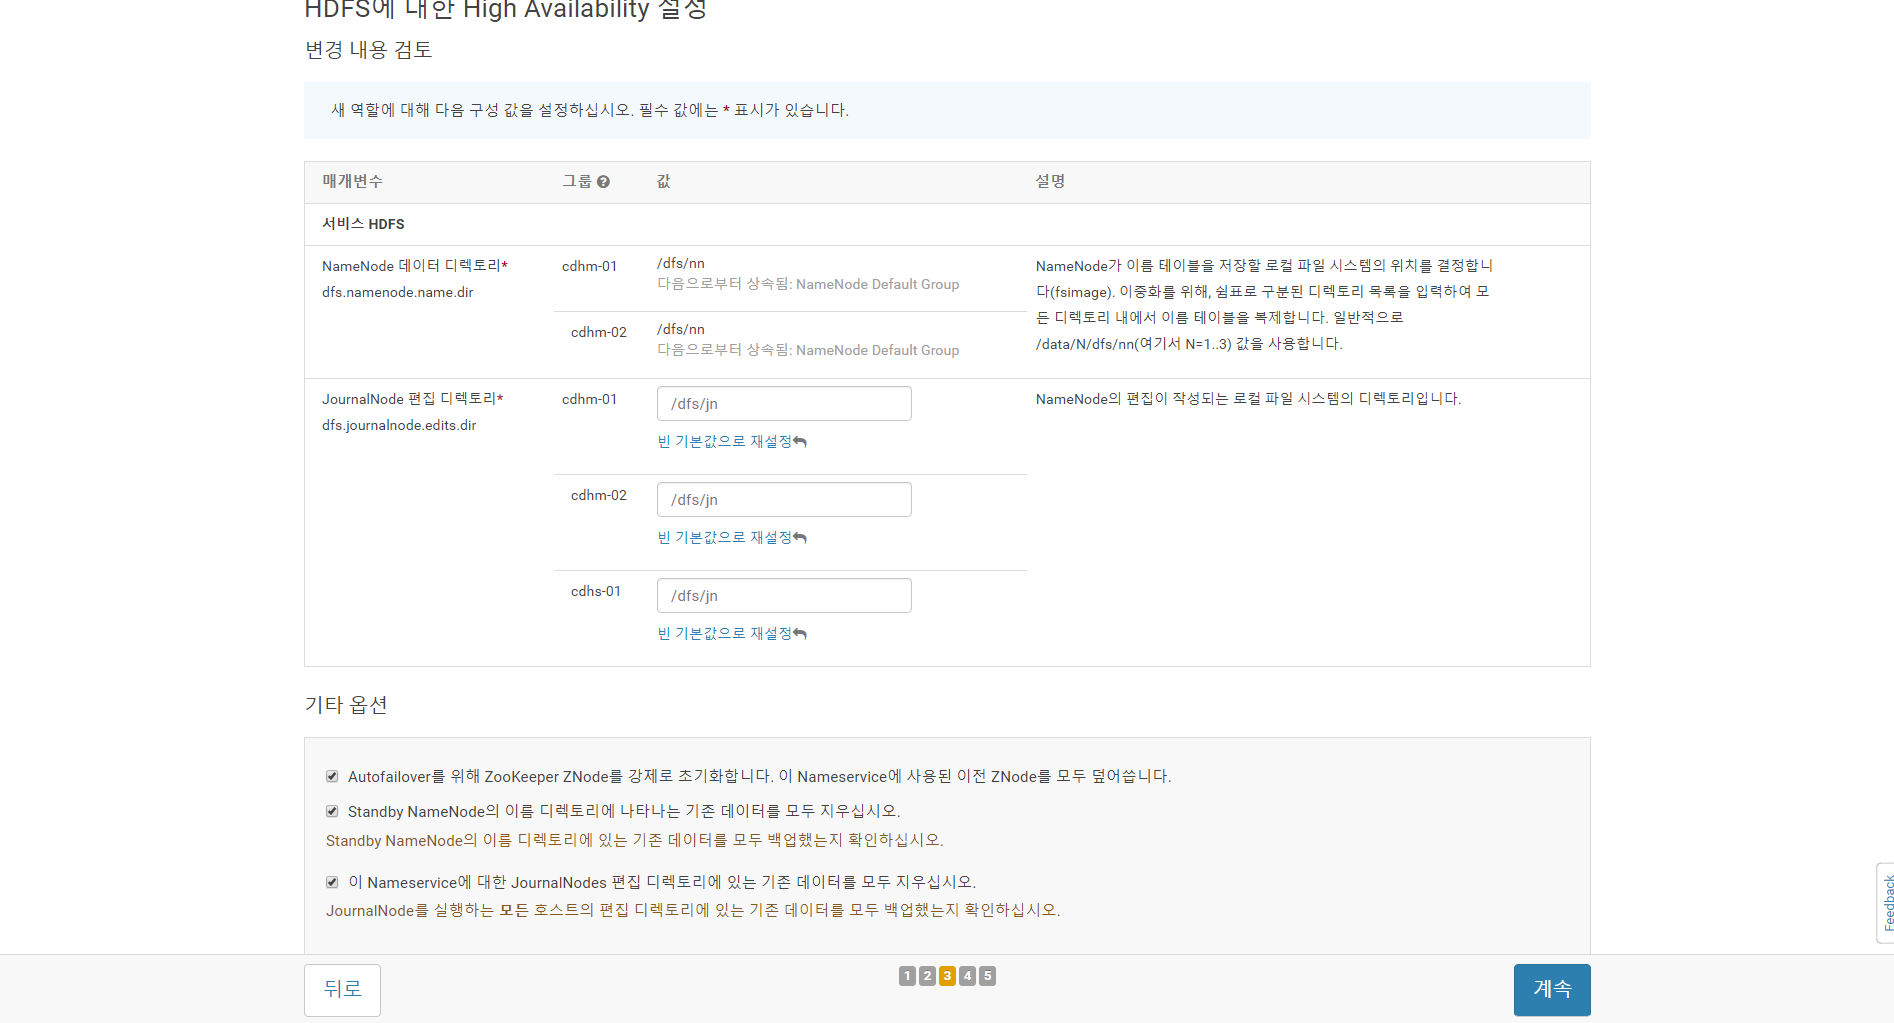 HDFS에 대한 High Availability 설정
변경 내용 검토
새 역할에 대해 다음 구성 값을 설정하십시오. 필수 값에는 * 표시가 있습니다.
매개변수 그룹 값 설명
서비스 HDFS
NameNode 데이터 디렉토리*
dfs.namenode.name.dir
cdhm-01
/dfs/nn
다음으로부터 상속됨: NameNode Default Group
cdhm-02
/dfs/nn
다음으로부터 상속됨: NameNode Default Group
NameNode가 이름 테이블을 저장할 로컬 파일 시스템의 위치를 결정합니
다(fsimage). 이중화를 위해, 쉼표로 구분된 디렉토리 목록을 입력하여 모
든 디렉토리 내에서 이름 테이블을 복제합니다. 일반적으로
/data/N/dfs/nn(여기서 N=1..3) 값을 사용합니다.
JournalNode 편집 디렉토리*
dfs.journalnode.edits.dir
cdhm-01
/dfs/jn
빈 기본값으로 재설정
cdhm-02
/dfs/jn
빈 기본값으로 재설정
cdhs-01
/dfs/jn
빈 기본값으로 재설정
NameNode의 편집이 작성되는 로컬 파일 시스템의 디렉토리입니다.
기타 옵션
Autofailover를 위해 ZooKeeper ZNode를 강제로 초기화합니다. 이 Nameservice에 사용된 이전 ZNode를 모두 덮어씁니다.
Standby NameNode의 이름 디렉토리에 나타나는 기존 데이터를 모두 지우십시오.
Standby NameNode의 이름 디렉토리에 있는 기존 데이터를 모두 백업했는지 확인하십시오.
이 Nameservice에 대한 JournalNodes 편집 디렉토리에 있는 기존 데이터를 모두 지우십시오.
JournalNode를 실행하는 모든 호스트의 편집 디렉토리에 있는 기존 데이터를 모두 백업했는지 확인하십시오.
Feedback
뒤로
1 2 3 4 5
계속